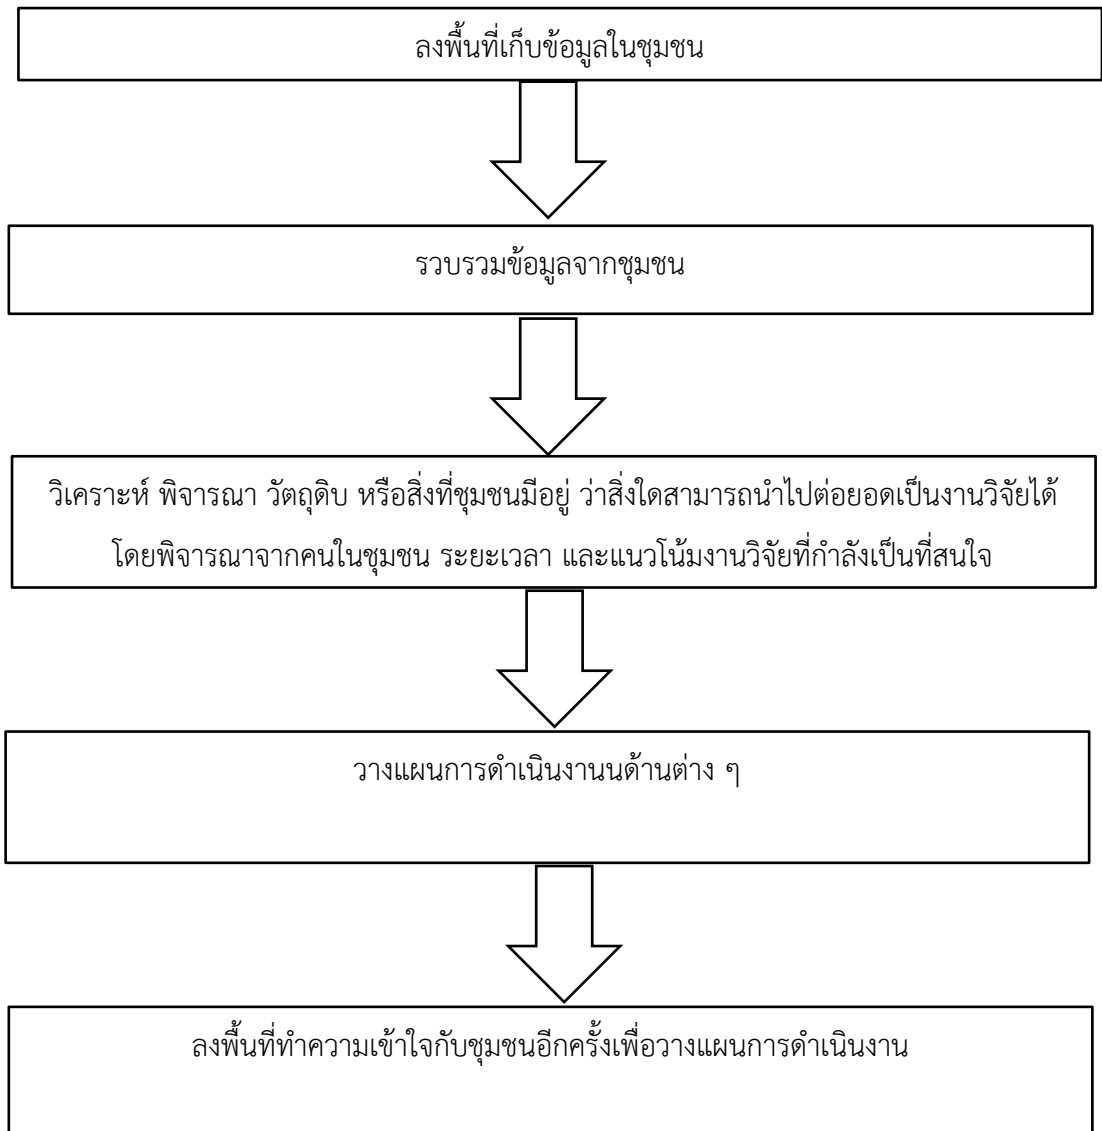 ลงพื้นที่เก็บข้อมูลในชุมชน
รวบรวมข้อมูลจากชุมชน
วิเคราะห์ พิจารณา วัตถุดิบ หรือสิ่งที่ชุมชนมีอยู่ ว่าสิ่งใดสามารถนำไปต่อยอดเป็นงานวิจัยได้
โดยพิจารณาจากคนในชุมชน ระยะเวลา และแนวโน้มงานวิจัยที่กำลังเป็นที่สนใจ
วางแผนการดำเนินงานนด้านต่าง ๆ
ลงพื้นที่ทำความเข้าใจกับชุมชนอีกครั้งเพื่อวางแผนการดำเนินงาน